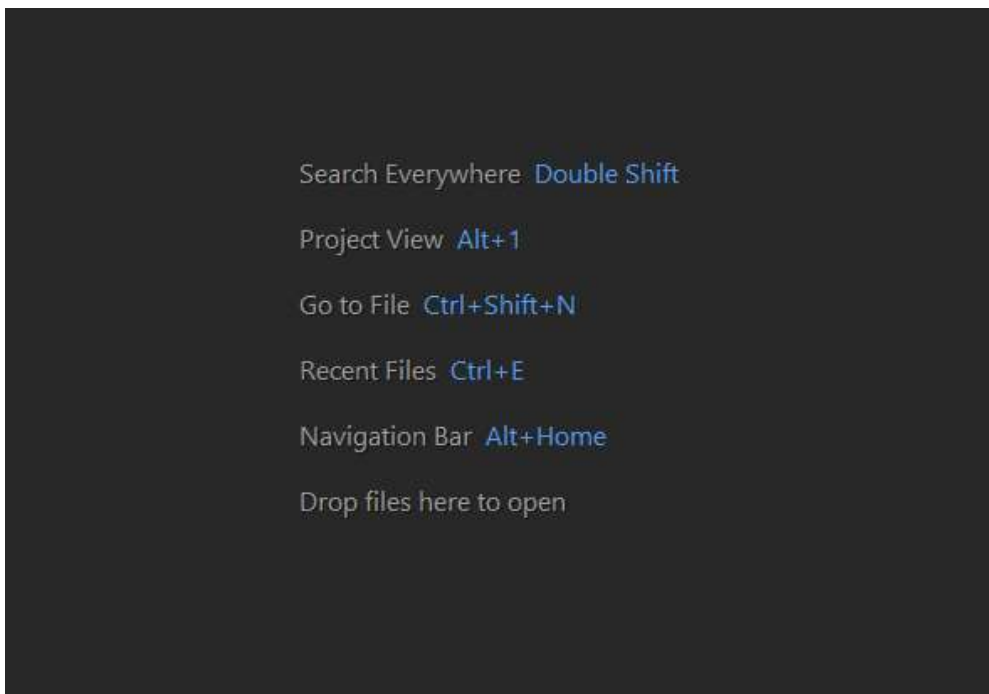 Search Everywhere Double Shift
Project View Alt+1
Go to File Ctrl+Shift+N
Recent Files Ctrl+E
Navigation Bar Alt+Home
Drop files here to open